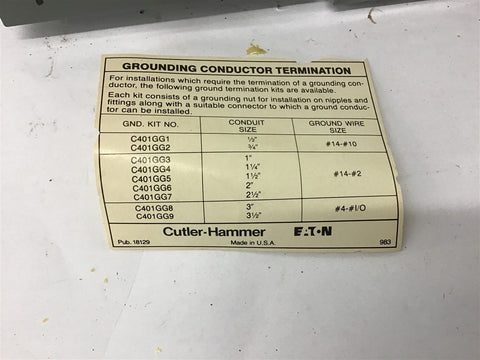 GROUNDING CONDUCTOR TERMINATION
For installations which require the termination of a grounding con-
ductor, the following ground termination kits are available.
Each kit consists of a grounding nut for installation on nipples and
fittings along with a suitable connector to which a ground conduc-
tor can be installed.
GND. KIT NO. CONDUIT SIZE GROUND WIRE SIZE
C401GG1 ½" #14-#10
C401GG2 ¾"
C401GG3 1" #14-#2
C401GG4 1¼"
C401GG5 1½"
C401GG6 2"
C401GG7 2½"
C401GG8 3" #4-#I/O
C401GG9 3½"
Cutler-Hammer EATON
Pub. 18129 Made in U.S.A. 983